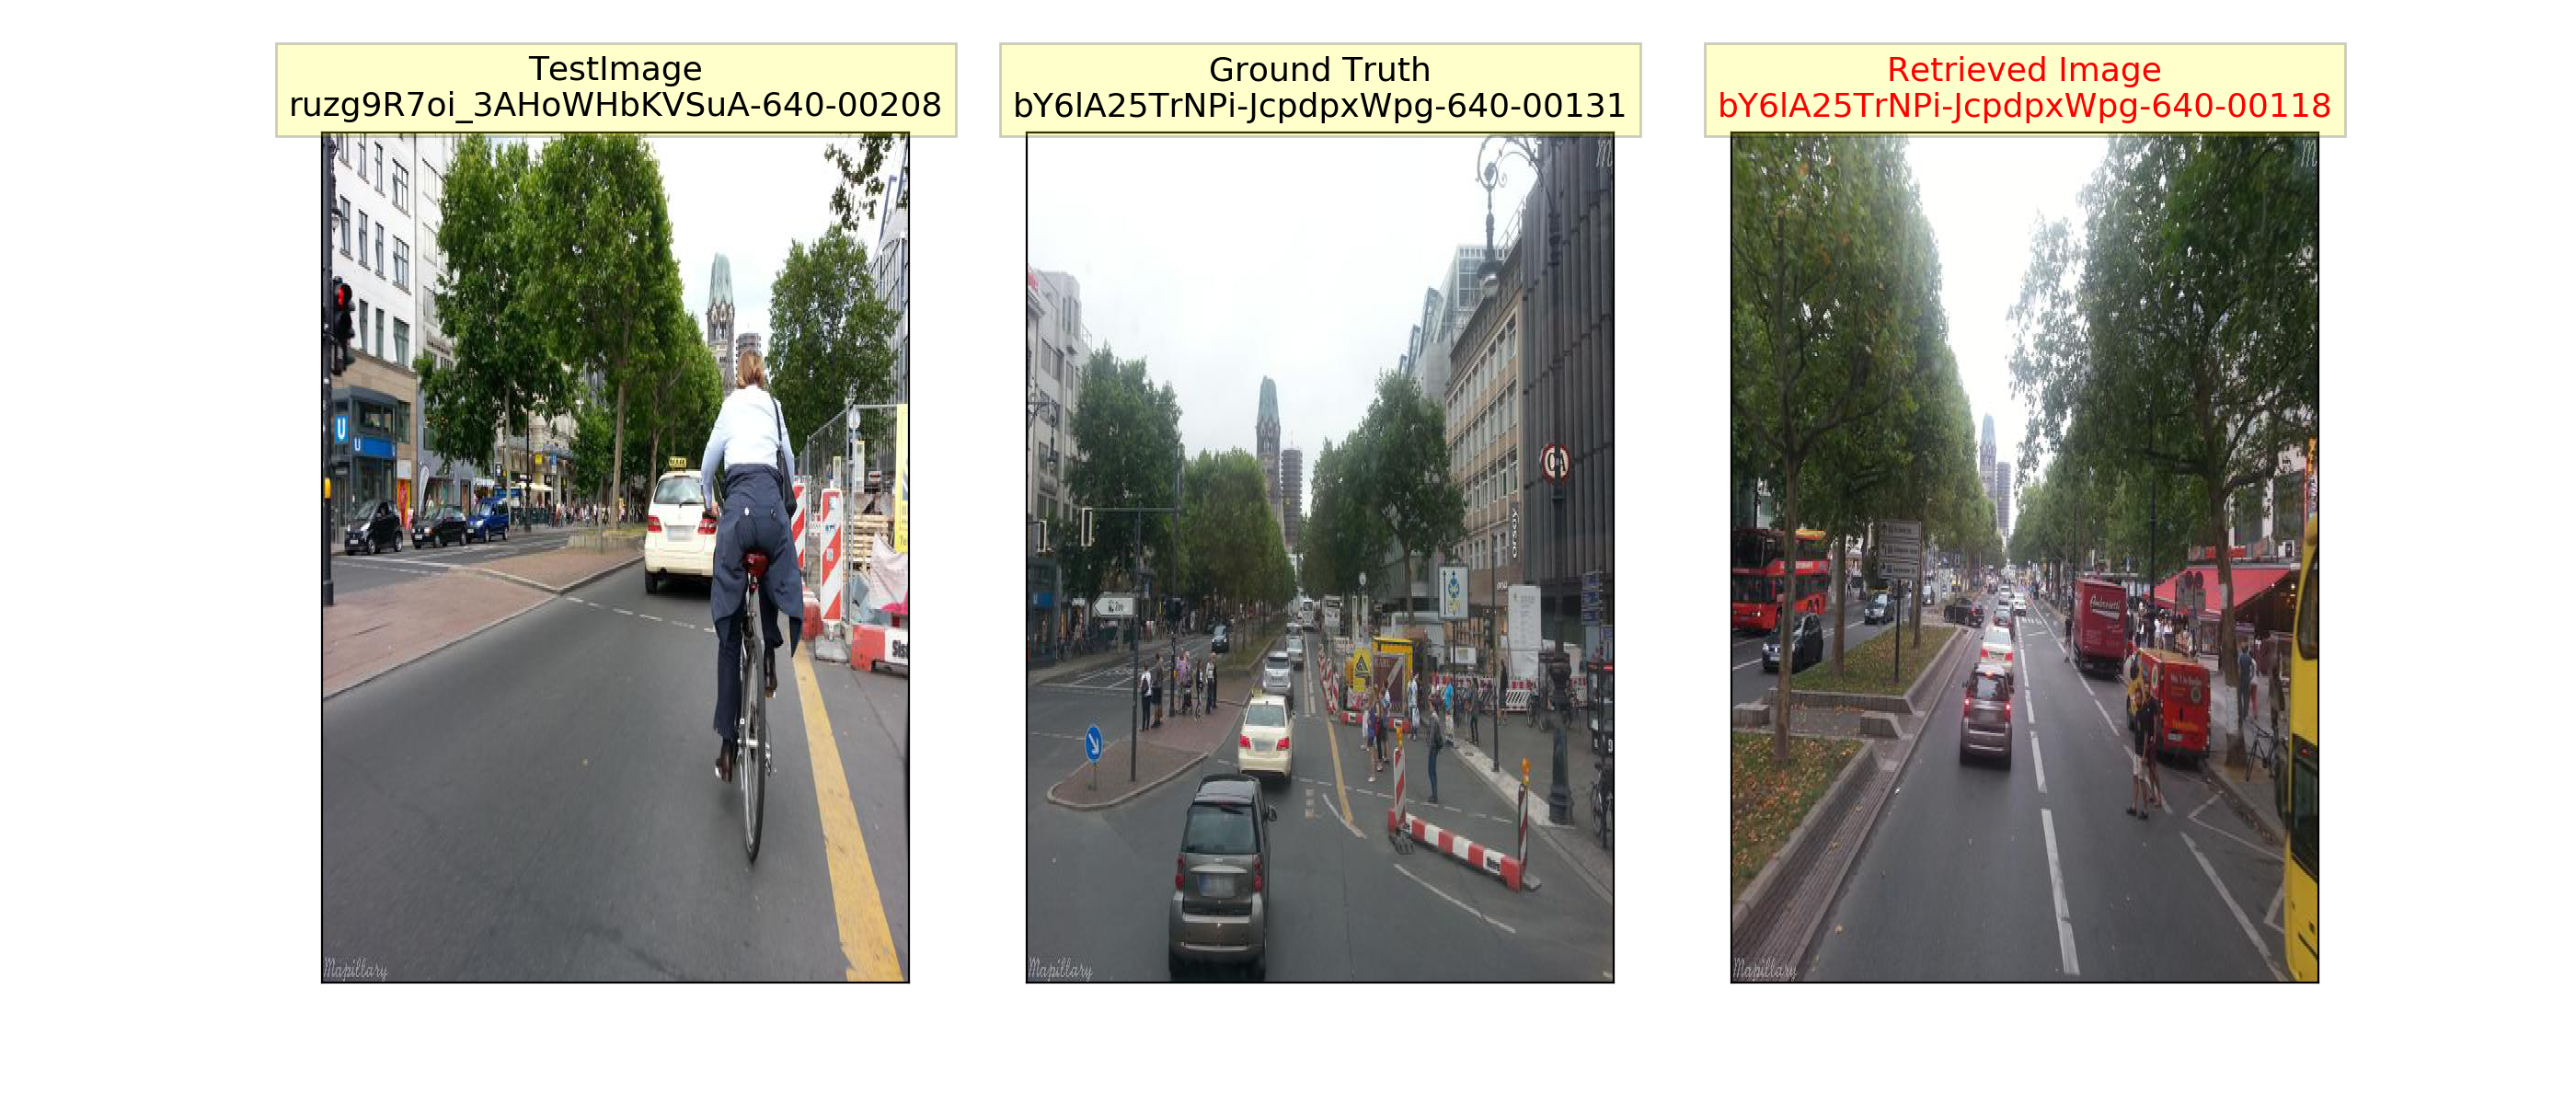 TestImage
ruzg9R7oi_3AHoWHbKVSuA-640-00208
Ground Truth
bY6lA25TrNPi-JcpdpxWpg-640-00131
Retrieved Image
bY6lA25TrNPi-JcpdpxWpg-640-00118
U
U
Mapillary
M
Zoo
Mapillary
M
Mapillary